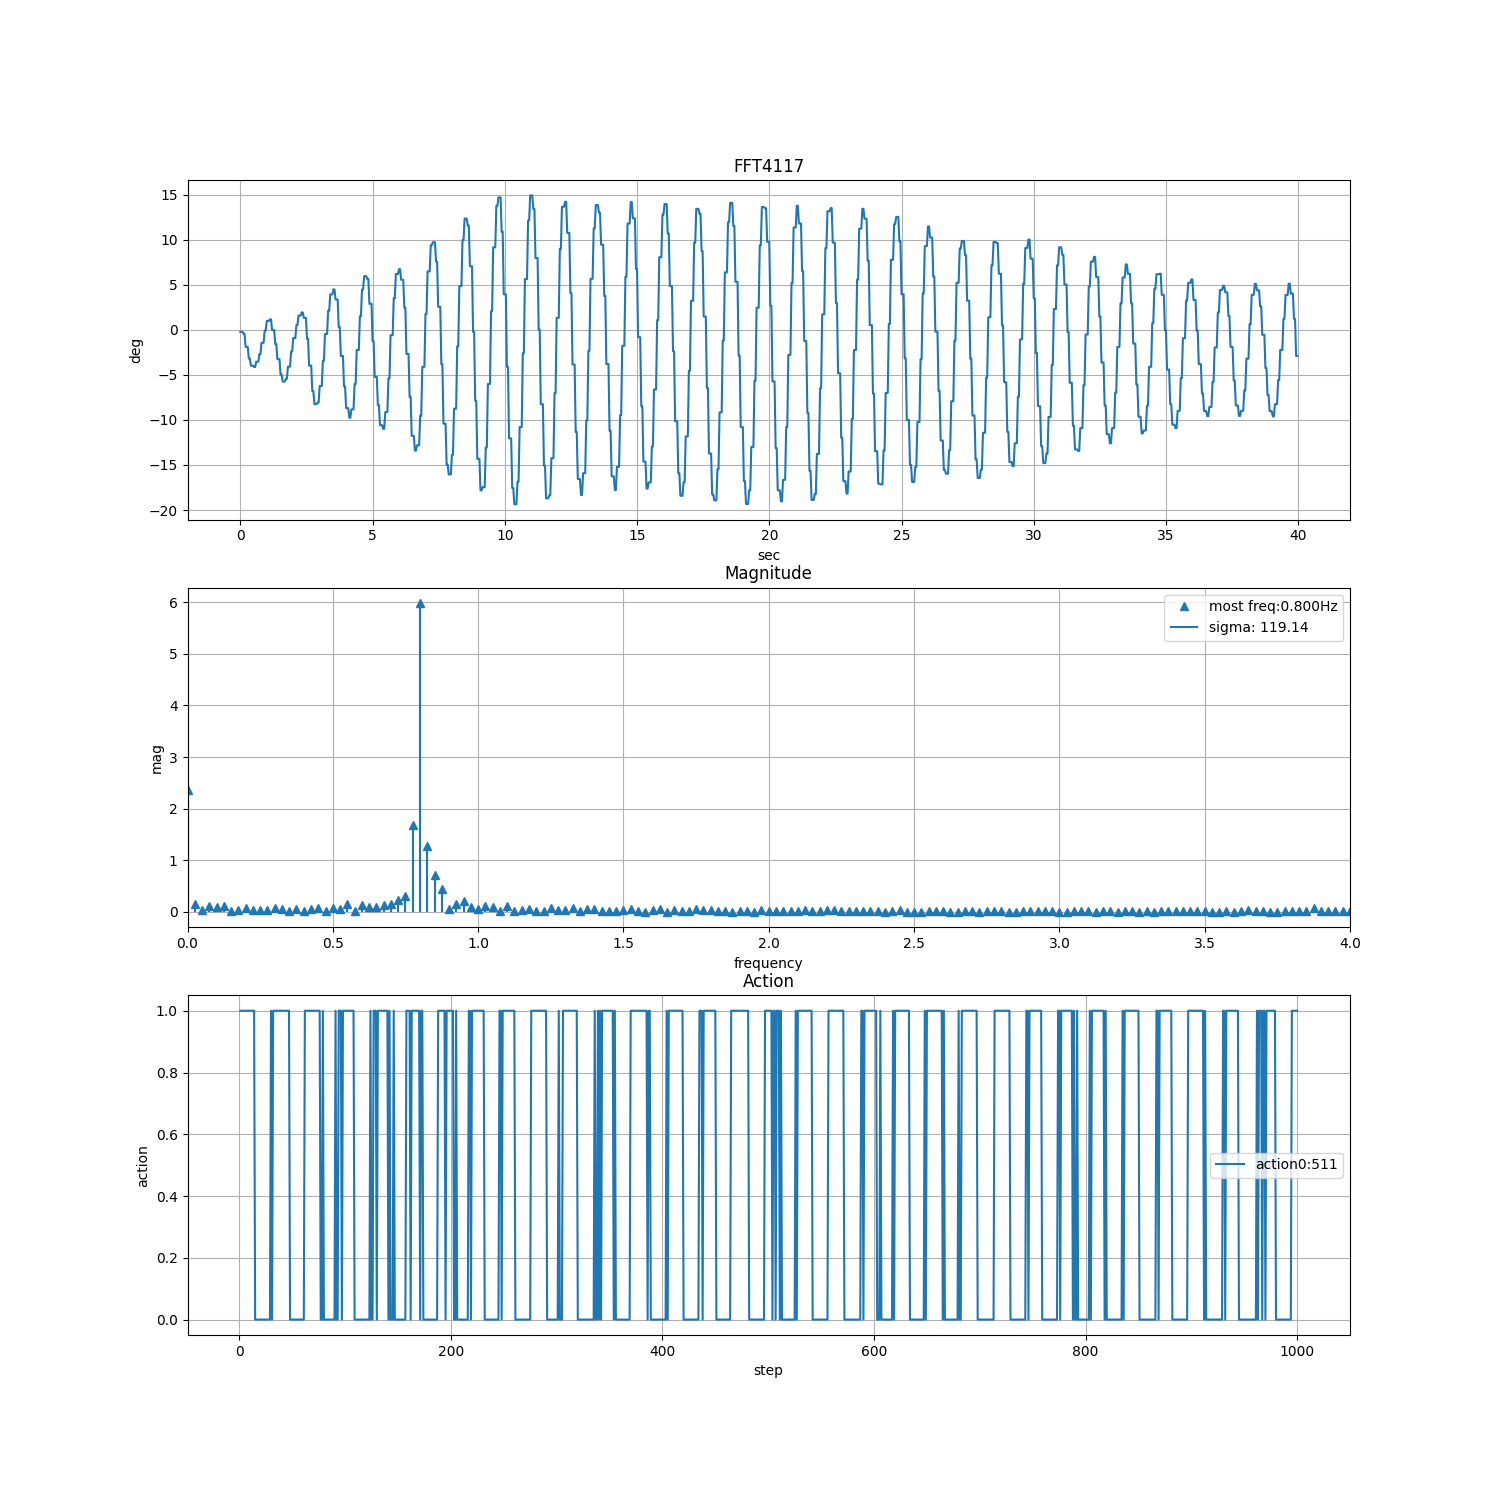 FFT4117
15
10
5
0
−5
−10
−15
−20
deg
0 5 10 15 20 25 30 35 40
sec
Magnitude
6
5
4
3
2
1
0
mag
most freq:0.800Hz
sigma: 119.14
0.0 0.5 1.0 1.5 2.0 2.5 3.0 3.5 4.0
frequency
Action
1.0
0.8
0.6
0.4
0.2
0.0
action
action0:511
0 200 400 600 800 1000
step